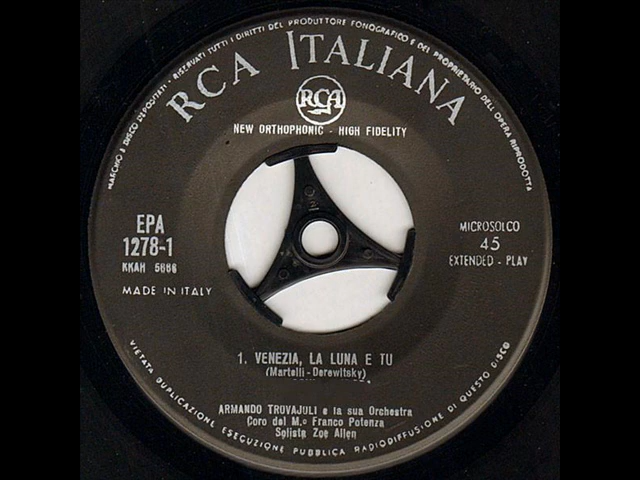 MARCHIO E DISCO DEPOSITATI - RISERVATI TUTTI I DIRITTI DEL PRODUTTORE FONOGRAFICO E DEL PROPRIETARIO DELL'OPERA RIPRODOTTA
RCA ITALIANA
RCA
NEW ORTHOPHONIC - HIGH FIDELITY
EPA
1278-1
KKAH 5666
MADE IN ITALY
MICROSOLCO
45
EXTENDED - PLAY
1. VENEZIA, LA LUNA E TU
(Martelli - Derewitsky)
ARMANDO TROVAJULI e la sua Orchestra
Coro del M.o Franco Potenza
Solista Zoe Allen
VIETATA DUPLICAZIONE ESECUZIONE PUBBLICA RADIODIFFUSIONE DI QUESTO DISCO